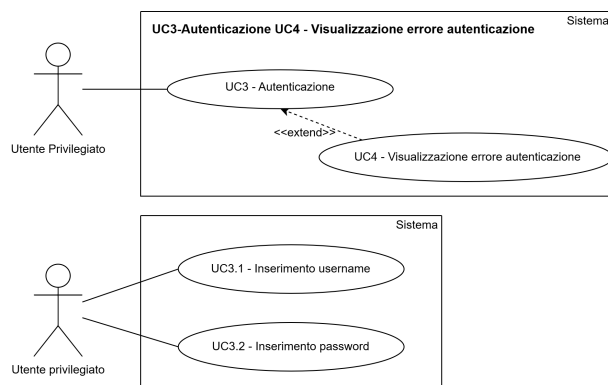 Sistema
UC3-Autenticazione UC4 - Visualizzazione errore autenticazione
UC3 - Autenticazione
<<extend>>
Utente Privilegiato
UC4 - Visualizzazione errore autenticazione
Sistema
UC3.1 - Inserimento username
UC3.2 - Inserimento password
Utente privilegiato